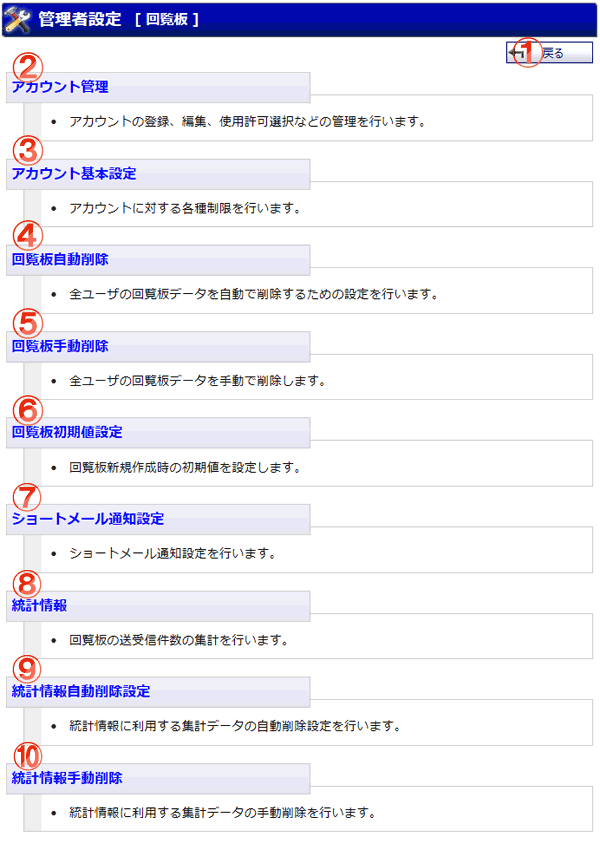 管理者設定 [ 回覧板 ]
① 戻る
②
アカウント管理
• アカウントの登録、編集、使用許可選択などの管理を行います。
③
アカウント基本設定
• アカウントに対する各種制限を行います。
④
回覧板自動削除
• 全ユーザの回覧板データを自動で削除するための設定を行います。
⑤
回覧板手動削除
• 全ユーザの回覧板データを手動で削除します。
⑥
回覧板初期値設定
• 回覧板新規作成時の初期値を設定します。
⑦
ショートメール通知設定
• ショートメール通知設定を行います。
⑧
統計情報
• 回覧板の送受信件数の集計を行います。
⑨
統計情報自動削除設定
• 統計情報に利用する集計データの自動削除設定を行います。
⑩
統計情報手動削除
• 統計情報に利用する集計データの手動削除を行います。